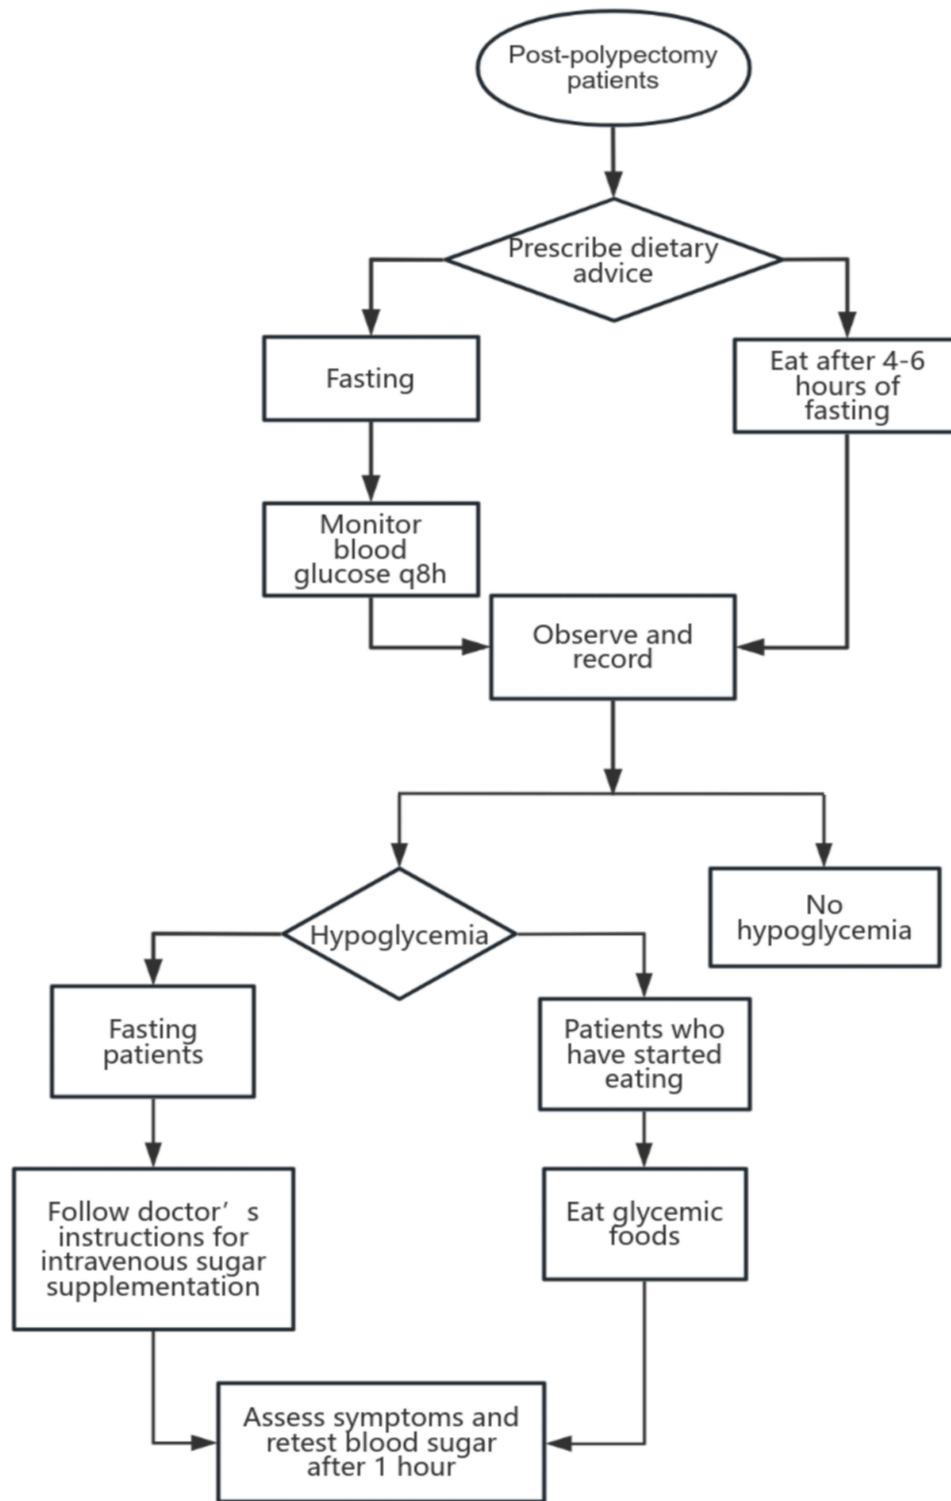 Post-polypectomy
patients
Prescribe dietary
advice
Fasting
Eat after 4-6
hours of
fasting
Monitor
blood
glucose q8h
Observe and
record
Hypoglycemia
No
hypoglycemia
Fasting
patients
Patients who
have started
eating
Follow doctor′ s
instructions for
intravenous sugar
supplementation
Eat glycemic
foods
Assess symptoms and
retest blood sugar
after 1 hour